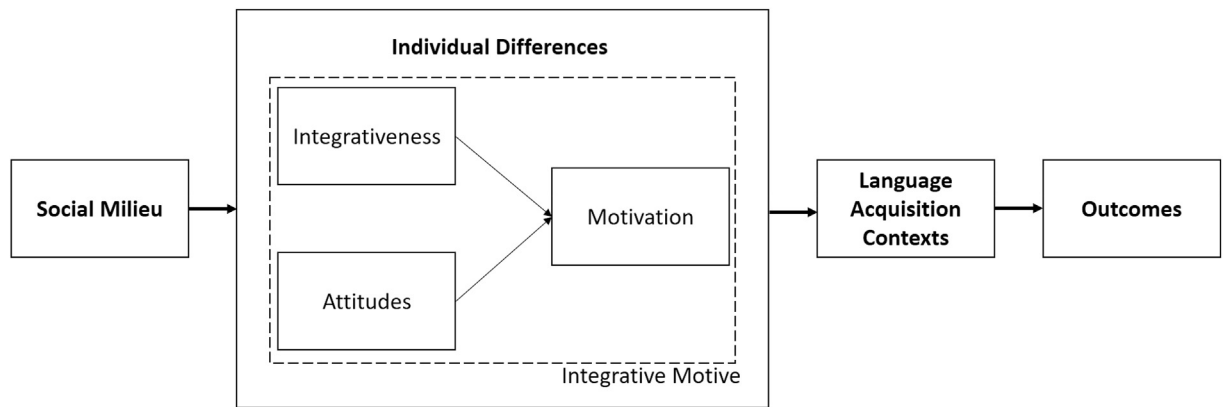 Individual Differences
Integrativeness
Social Milieu
Motivation
Attitudes
Integrative Motive
Language
Acquisition
Contexts
Outcomes